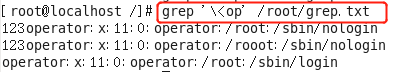 [root@localhost /]# grep '\<op' /root/grep.txt
123operator:x:11:0:operator:/root:/sbin/nologin
123operator:x:11:0:operator:/rooot:/sbin/nologin
operator:x:11:0:operator:/root:/sbin/login